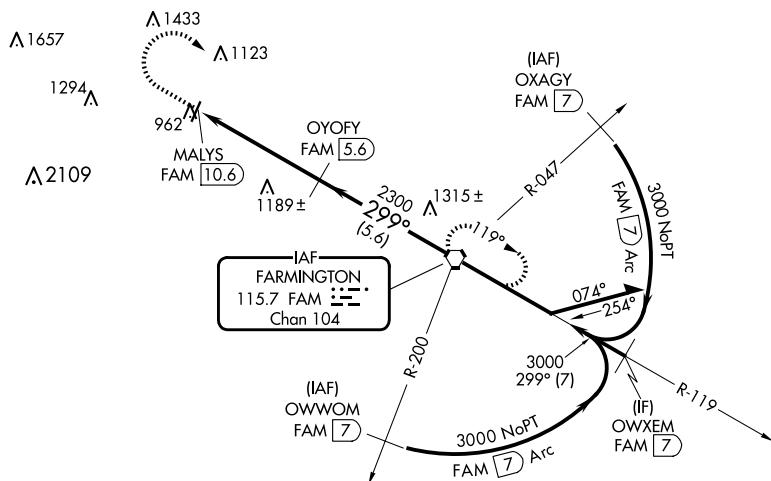 1433
1657
1123
1294
(IAF)
OXAGY
FAM 7
962
OYOFY
FAM 5.6
MALYS
FAM 10.6
2109
1189 ±
2300
299°
(5.6)
1315 ±
119°
R-047
3000 NoPT
FAM 7 Arc
IAF
FARMINGTON
115.7 FAM
Chan 104
074°
254°
R-200
3000
299° (7)
(IAF)
OWWOM
FAM 7
3000 NoPT
FAM 7 Arc
(IF)
OWXEM
FAM 7
R-119